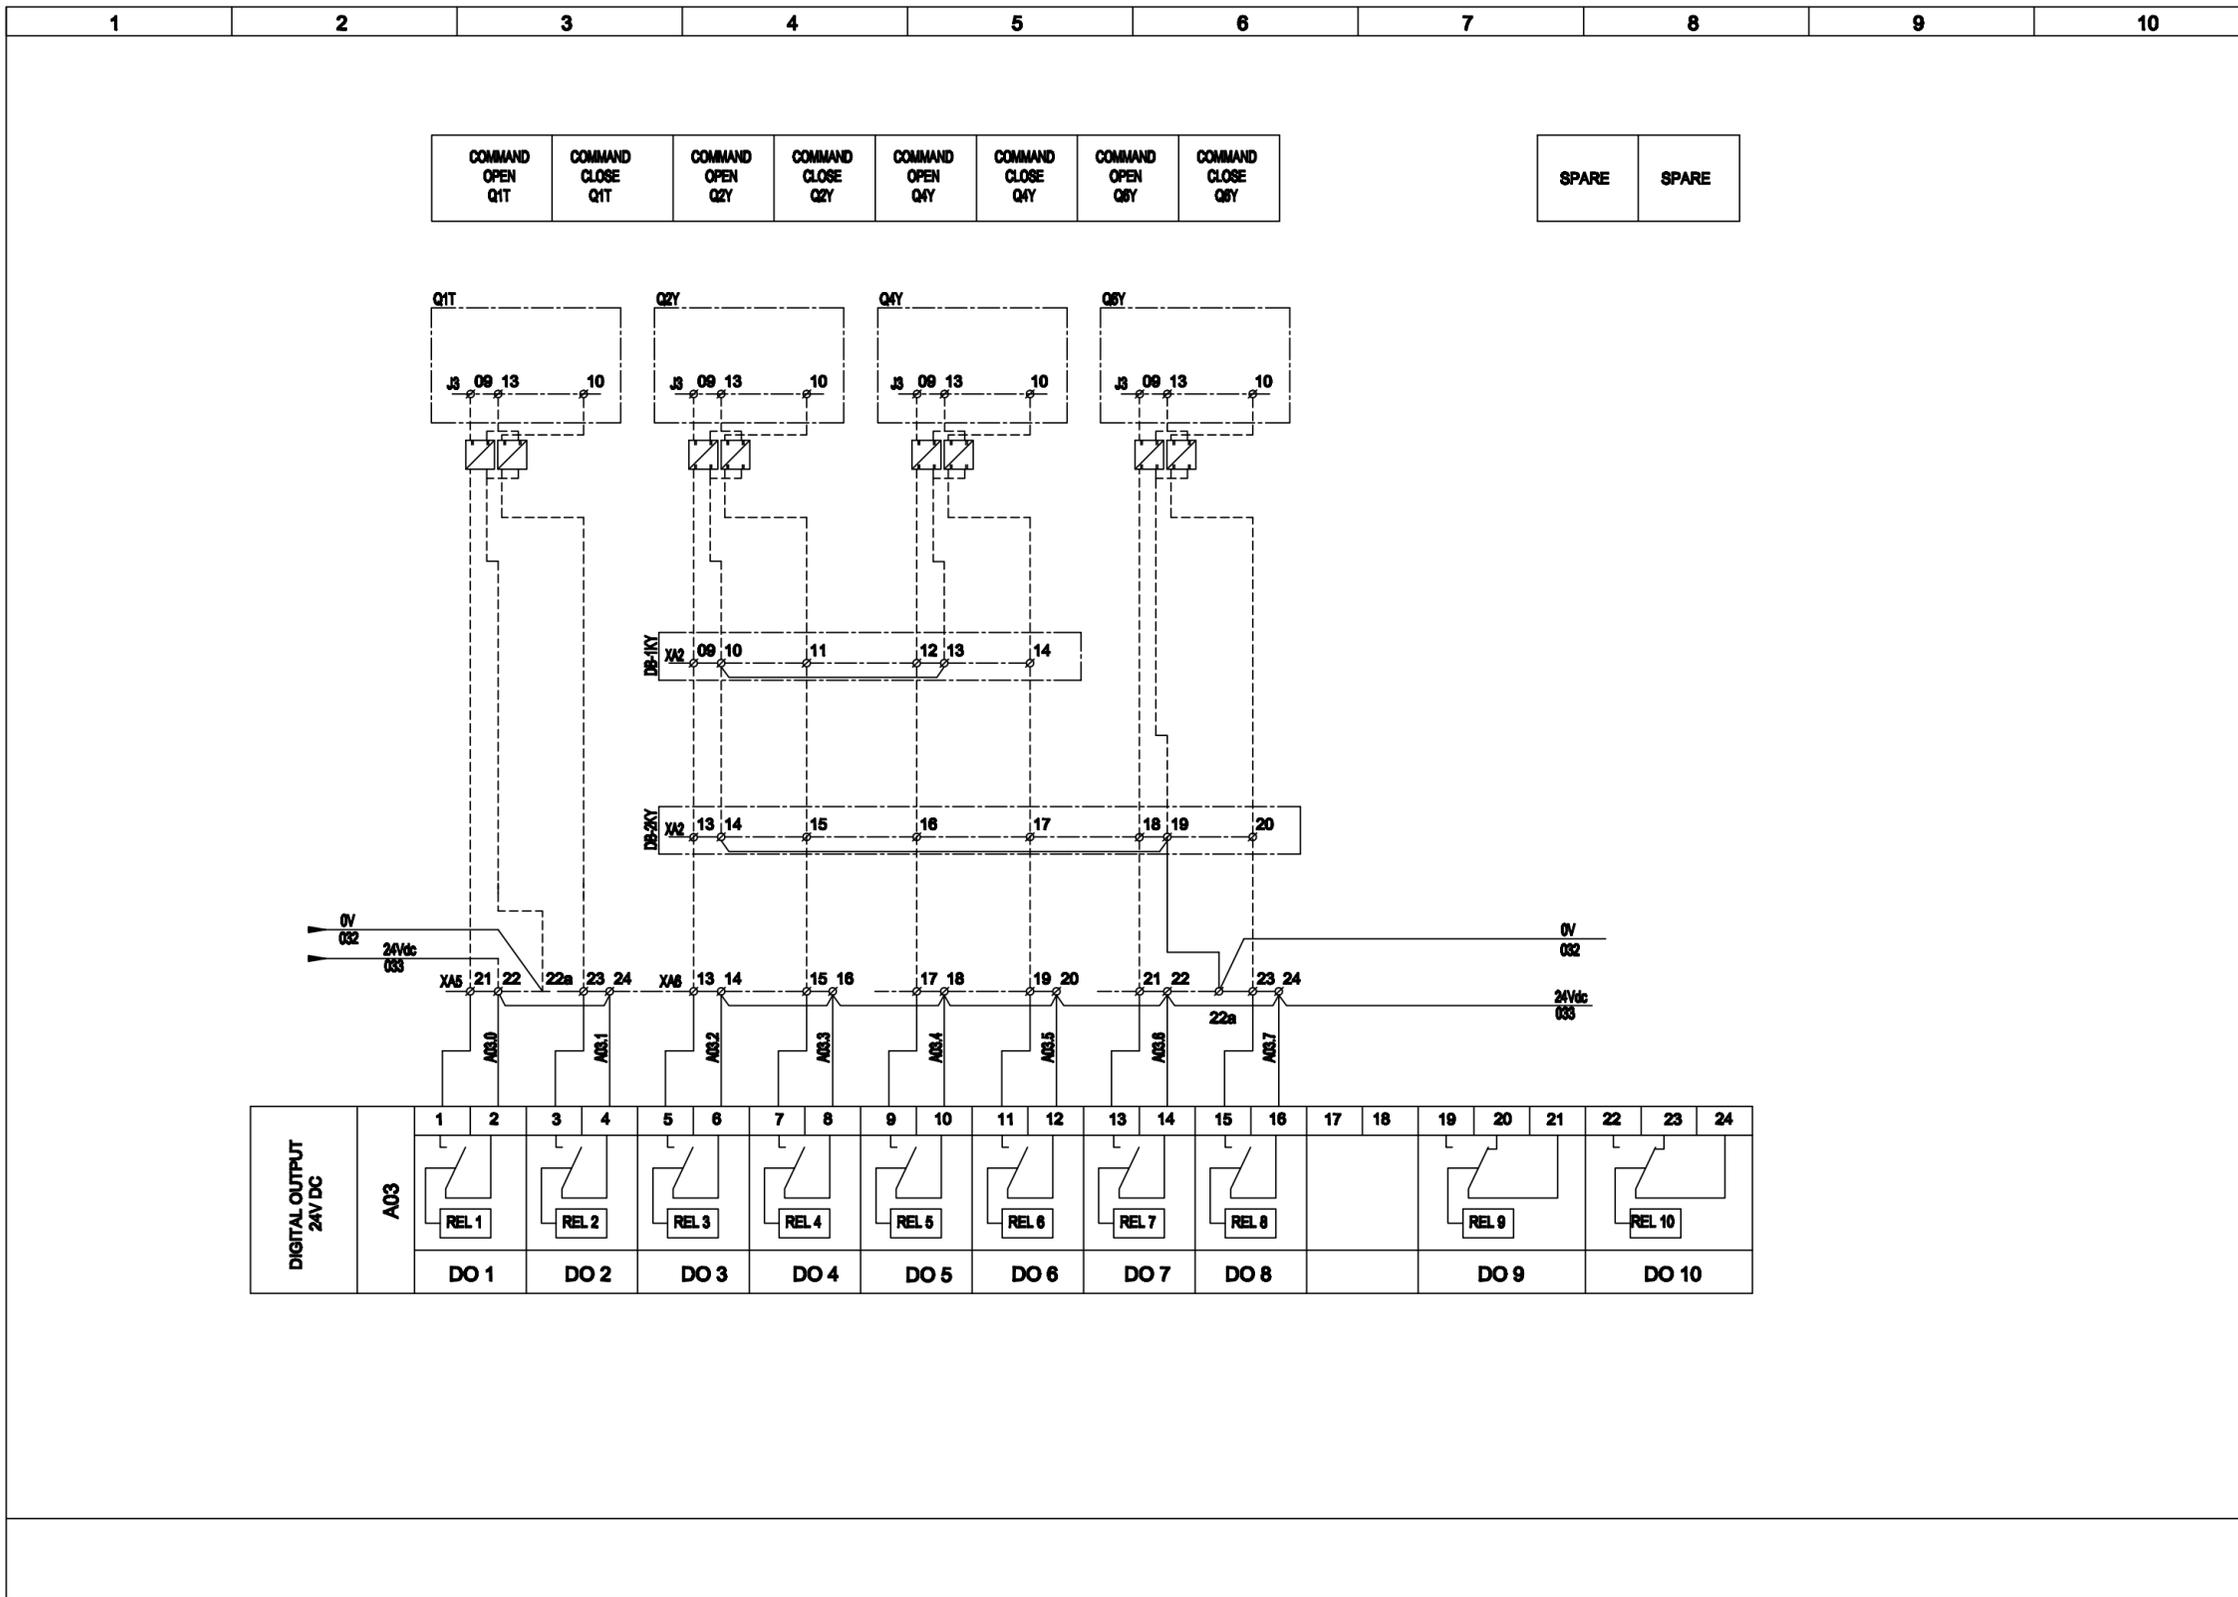 1 2 3 4 5 6 7 8 9 10
COMMAND OPEN Q1T
COMMAND CLOSE Q1T
COMMAND OPEN Q2Y
COMMAND CLOSE Q2Y
COMMAND OPEN Q4Y
COMMAND CLOSE Q4Y
COMMAND OPEN
COMMAND CLOSE
SPARE SPARE
Q1T Q2Y Q4Y
J3 09 13 10 J3 09 13 10 J3 09 13 10 J3 09 13 10
DB-1KY XA2 09 10 11 12 13 14
DB-2KY XA2 13 14 15 16 17 18 19 20
0V 0V
032 032
24Vdc
033
XA5 21 22 22a 23 24 XA6 13 14 15 16 17 18 19 20 21 22 23 24
24Vdc
033
22a
A03.0 A03.1 A03.2 A03.3 A03.4 A03.5 A03.6 A03.7
1 2 3 4 5 6 7 8 9 10 11 12 13 14 15 16 17 18 19 20 21 22 23 24
DIGITAL OUTPUT
24V DC
A03
REL 1 REL 2 REL 3 REL 4 REL 5 REL 6 REL 7 REL 8 REL 9 REL 10
DO 1 DO 2 DO 3 DO 4 DO 5 DO 6 DO 7 DO 8 DO 9 DO 10